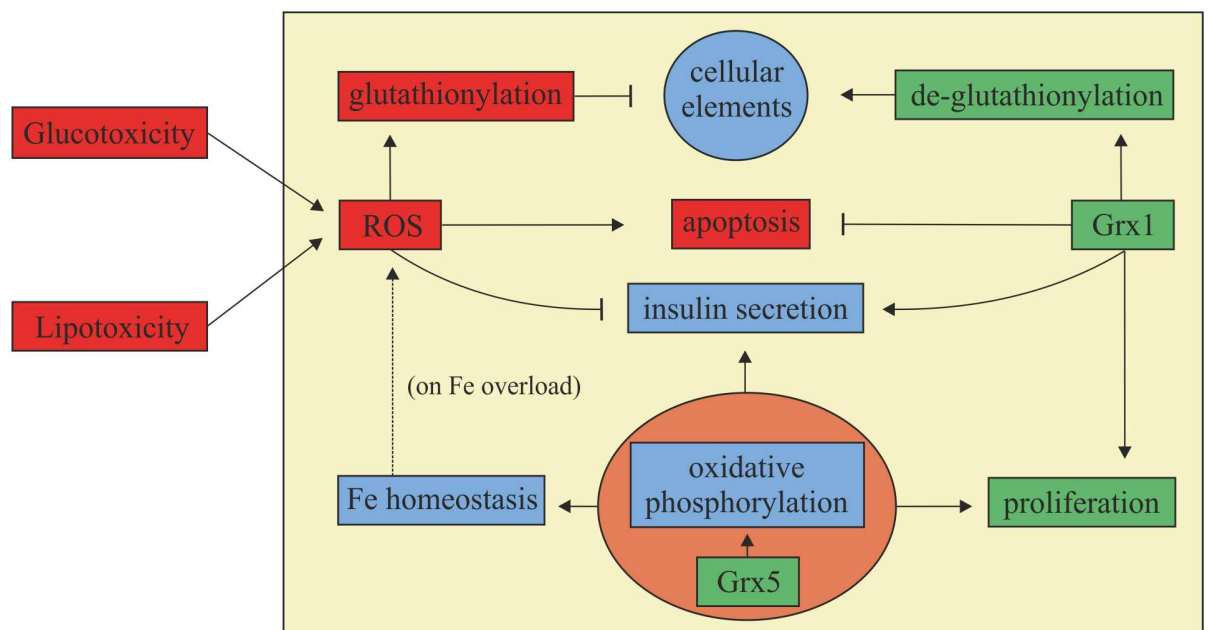 glutathionylation
cellular
elements
de-glutathionylation
Glucotoxicity
ROS
apoptosis
Grx1
Lipotoxicity
insulin secretion
(on Fe overload)
Fe homeostasis
oxidative
phosphorylation
proliferation
Grx5